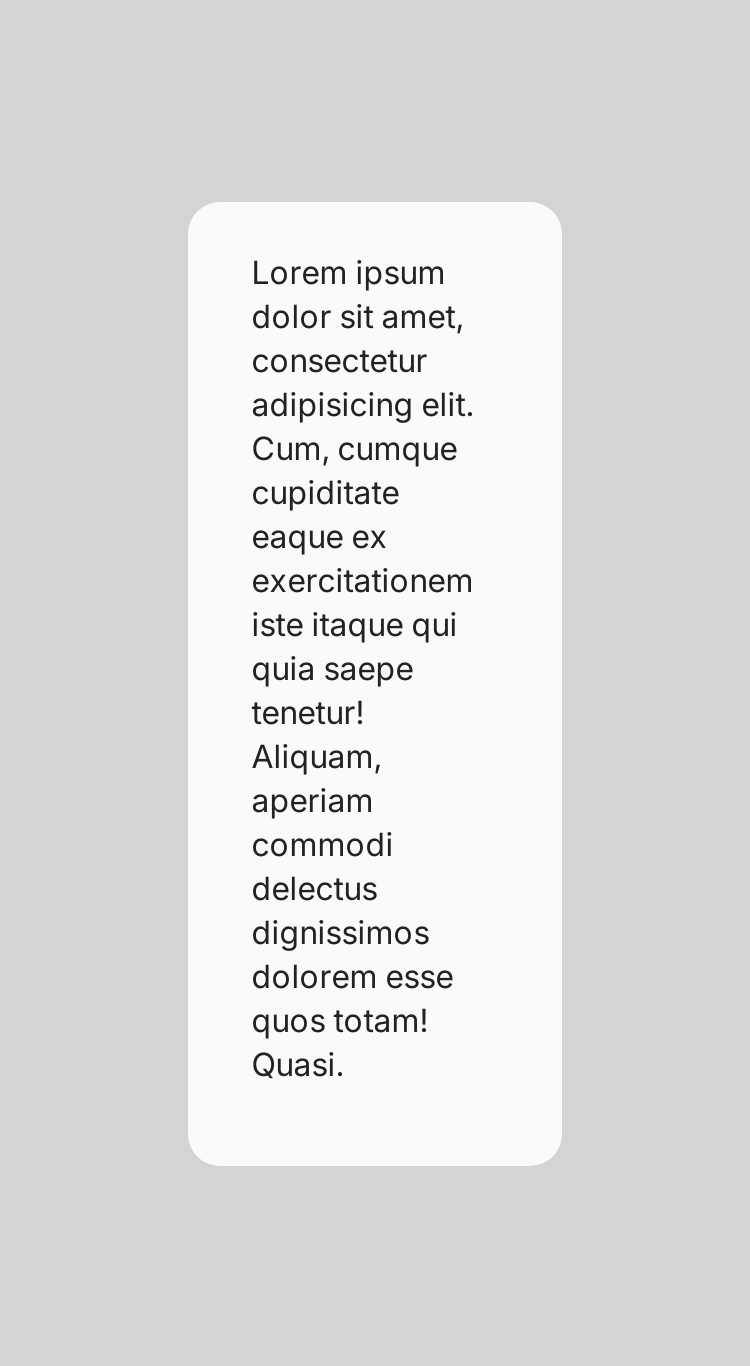 Lorem ipsum
dolor sit amet,
consectetur
adipisicing elit.
Cum, cumque
cupiditate
eaque ex
exercitationem
iste itaque qui
quia saepe
tenetur!
Aliquam,
aperiam
commodi
delectus
dignissimos
dolorem esse
quos totam!
Quasi.